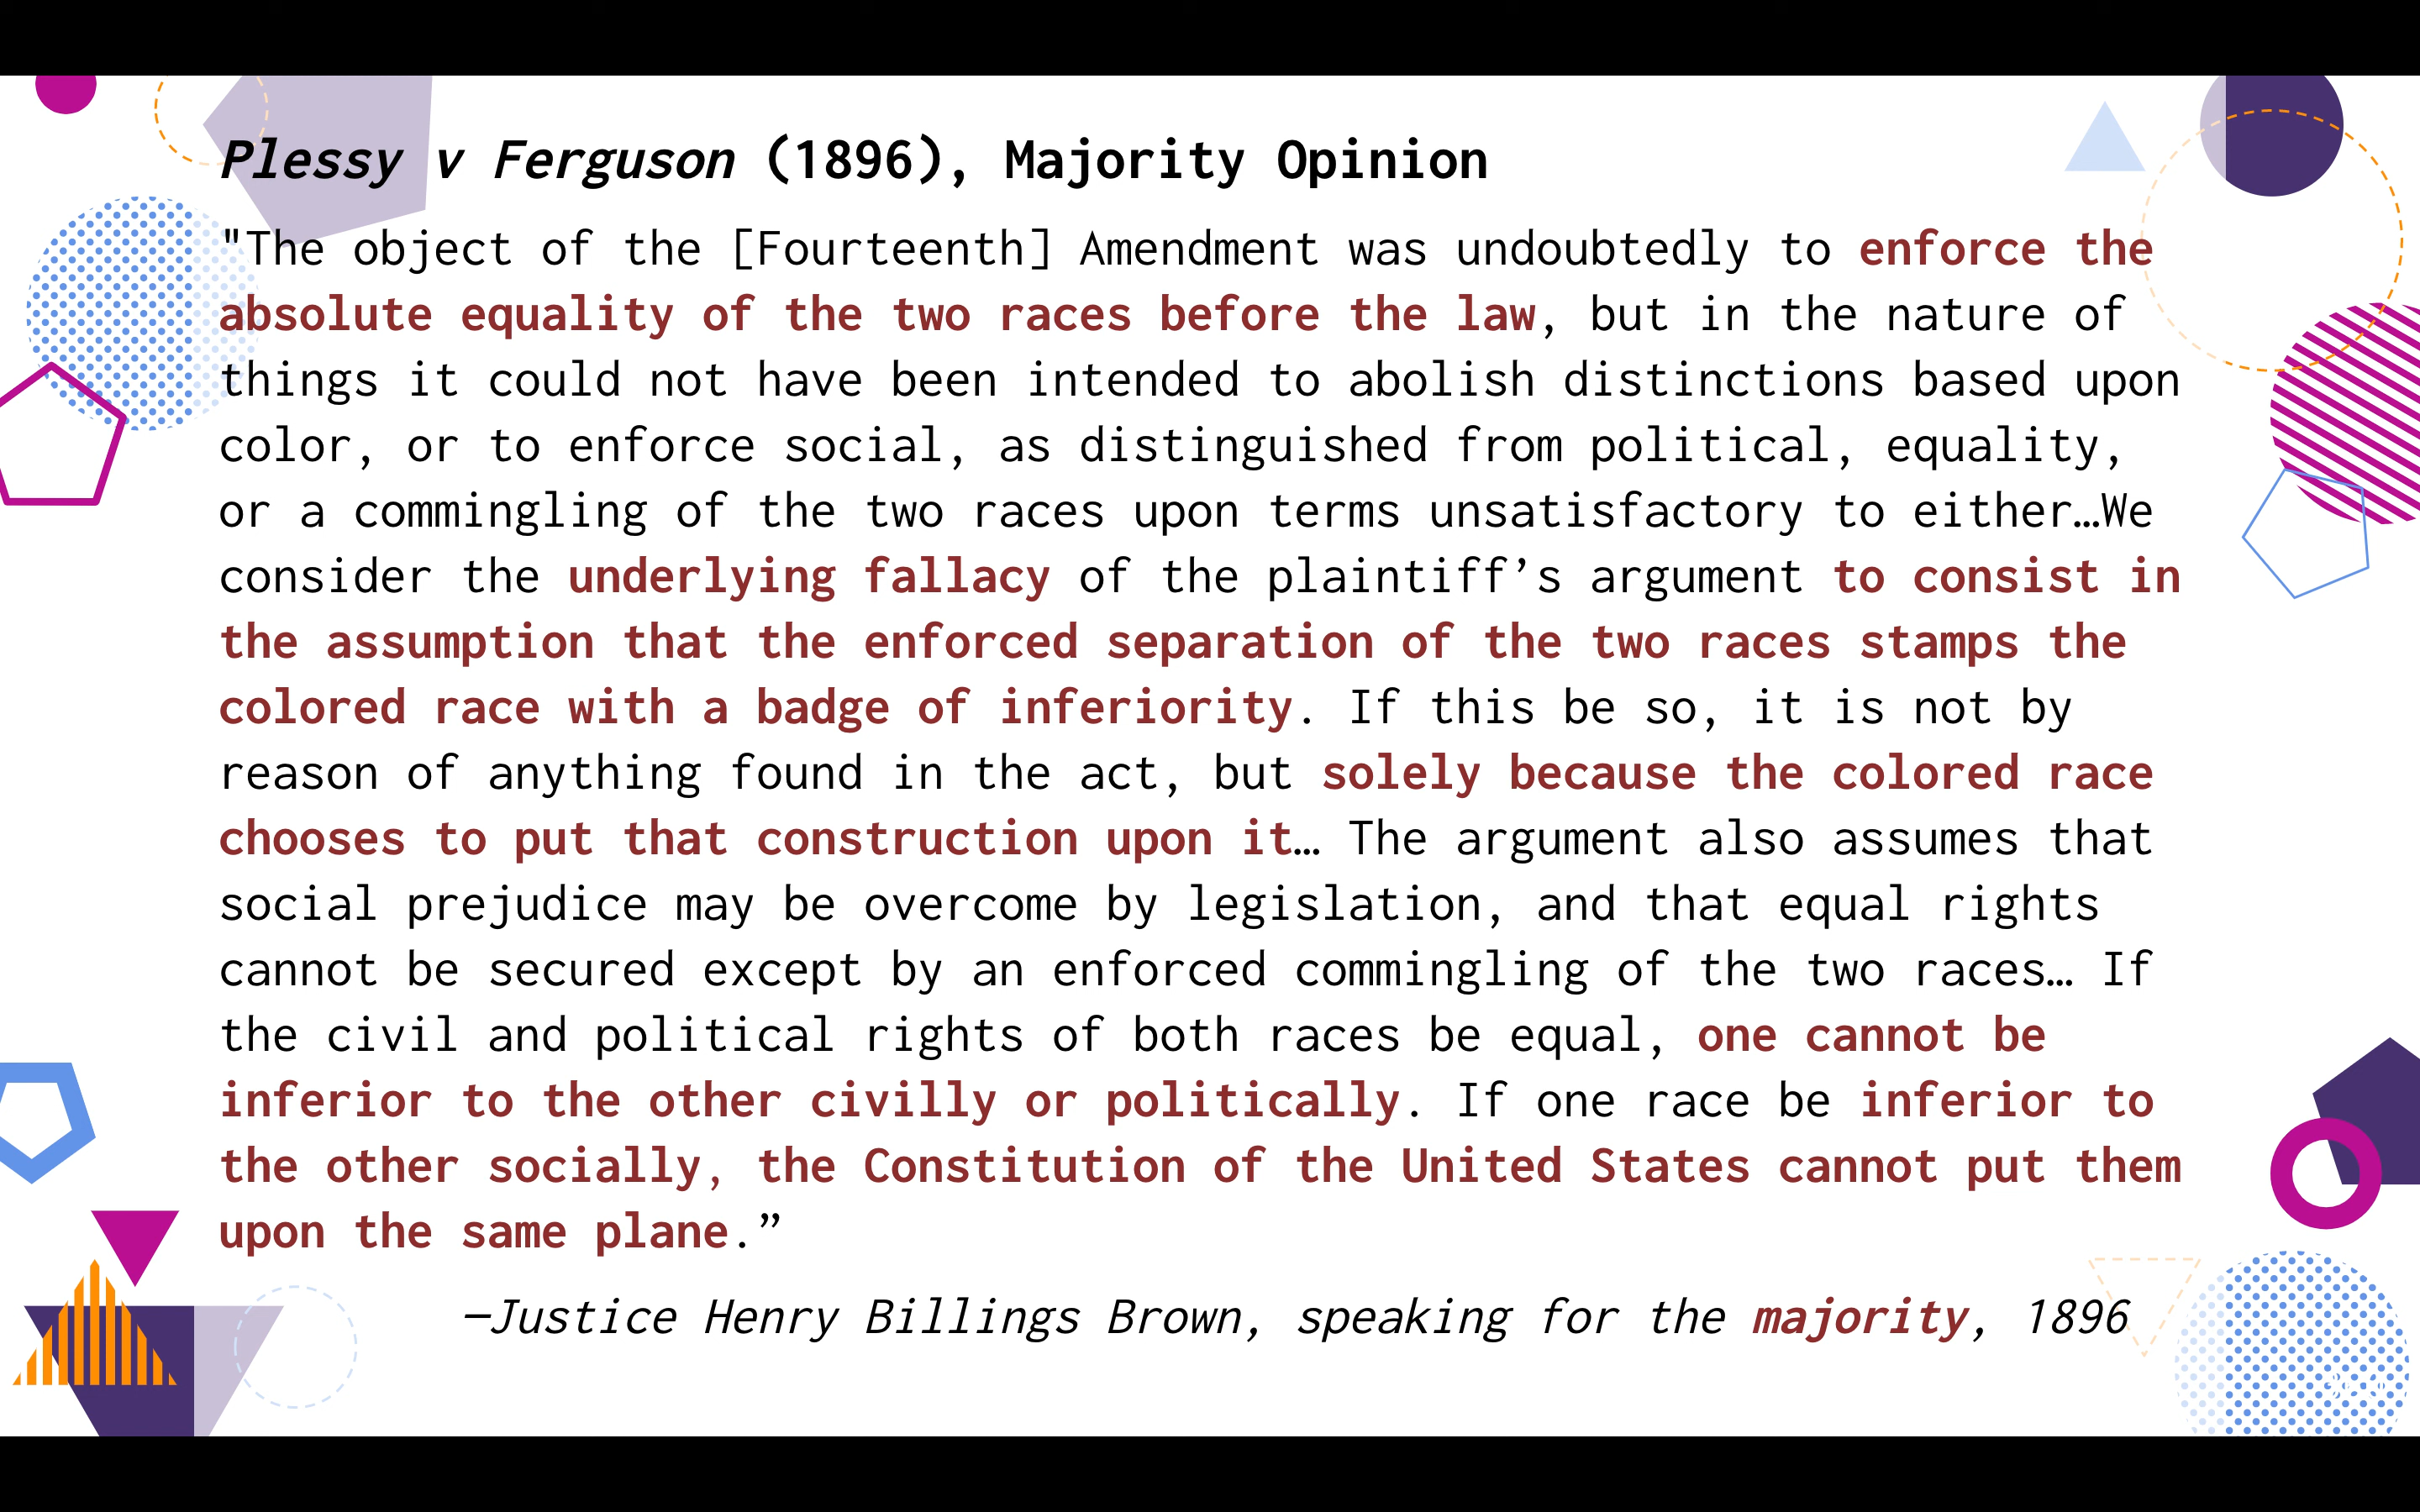 Plessy v Ferguson (1896), Majority Opinion
"The object of the [Fourteenth] Amendment was undoubtedly to enforce the
absolute equality of the two races before the law, but in the nature of
things it could not have been intended to abolish distinctions based upon
color, or to enforce social, as distinguished from political, equality,
or a commingling of the two races upon terms unsatisfactory to either…We
consider the underlying fallacy of the plaintiff’s argument to consist in
the assumption that the enforced separation of the two races stamps the
colored race with a badge of inferiority. If this be so, it is not by
reason of anything found in the act, but solely because the colored race
chooses to put that construction upon it… The argument also assumes that
social prejudice may be overcome by legislation, and that equal rights
cannot be secured except by an enforced commingling of the two races… If
the civil and political rights of both races be equal, one cannot be
inferior to the other civilly or politically. If one race be inferior to
the other socially, the Constitution of the United States cannot put them
upon the same plane.”
—Justice Henry Billings Brown, speaking for the majority, 1896